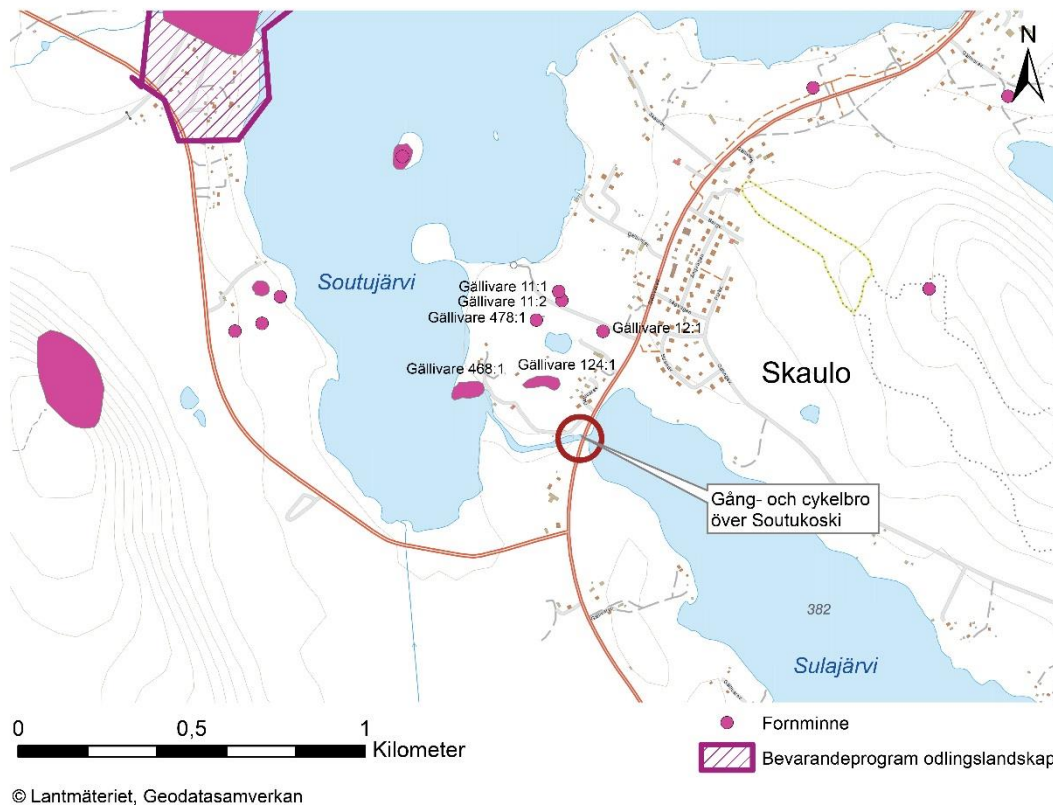 N
Soutujärvi
Gällivare 11:1
Gällivare 11:2
Gällivare 478:1
Gällivare 12:1
Gällivare 468:1
Gällivare 124:1
Skaulo
Gång- och cykelbro
över Soutukoski
382
Sulajärvi
0
0,5
1
Kilometer
Fornminne
Bevarandeprogram odlingslandskap
© Lantmäteriet, Geodatasamverkan